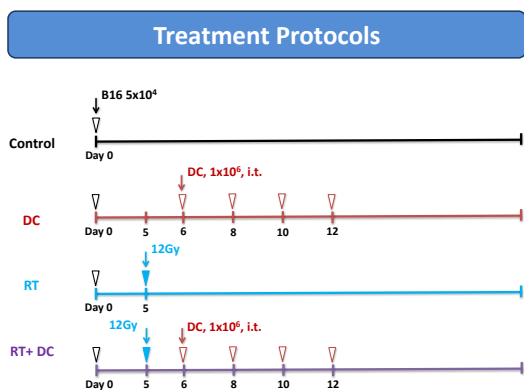 Treatment Protocols
B16 5x10⁴
Control
Day 0
DC, 1x10⁶, i.t.
DC
Day 0 5 6 8 10 12
12Gy
RT
Day 0 5
12Gy DC, 1x10⁶, i.t.
RT+ DC
Day 0 5 6 8 10 12